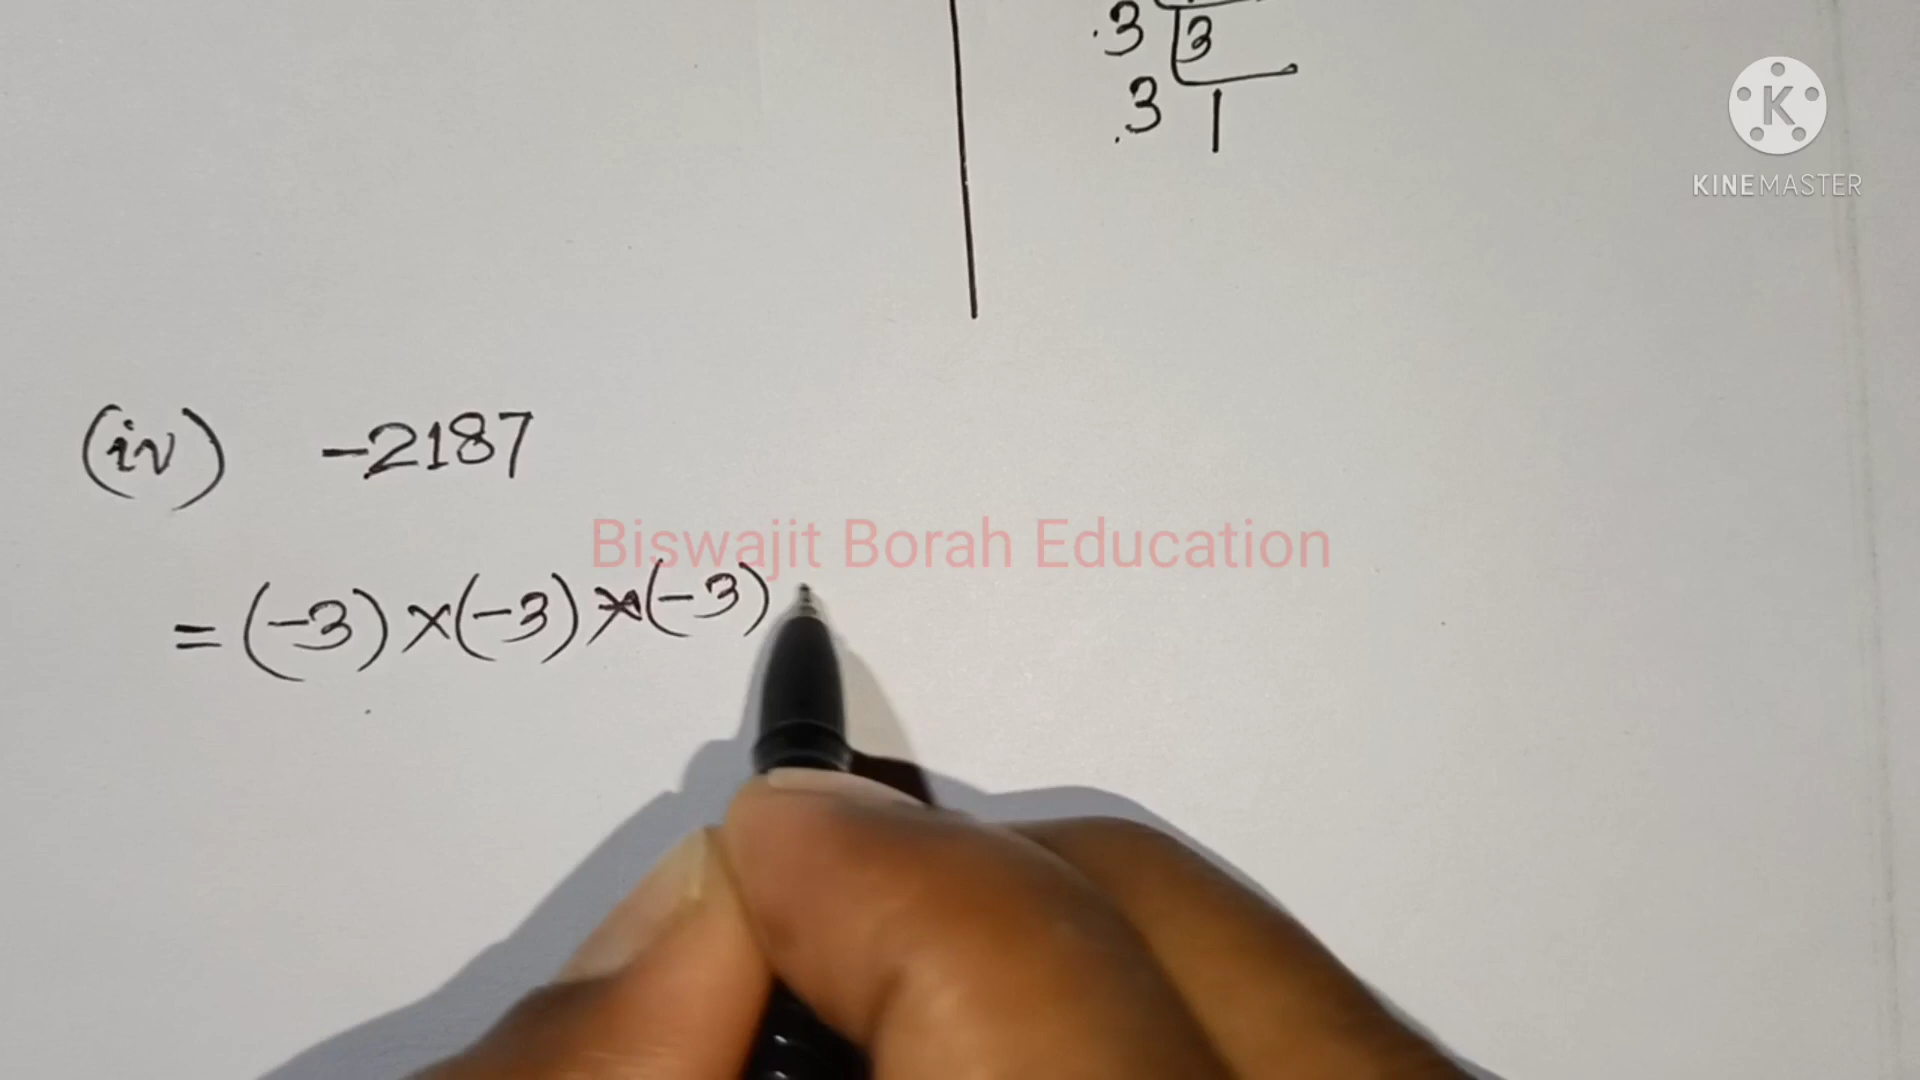 .3 3
.3 1
K
KINEMASTER
(iv) -2187
Biswajit Borah Education
= (-3) × (-3) × (-3)